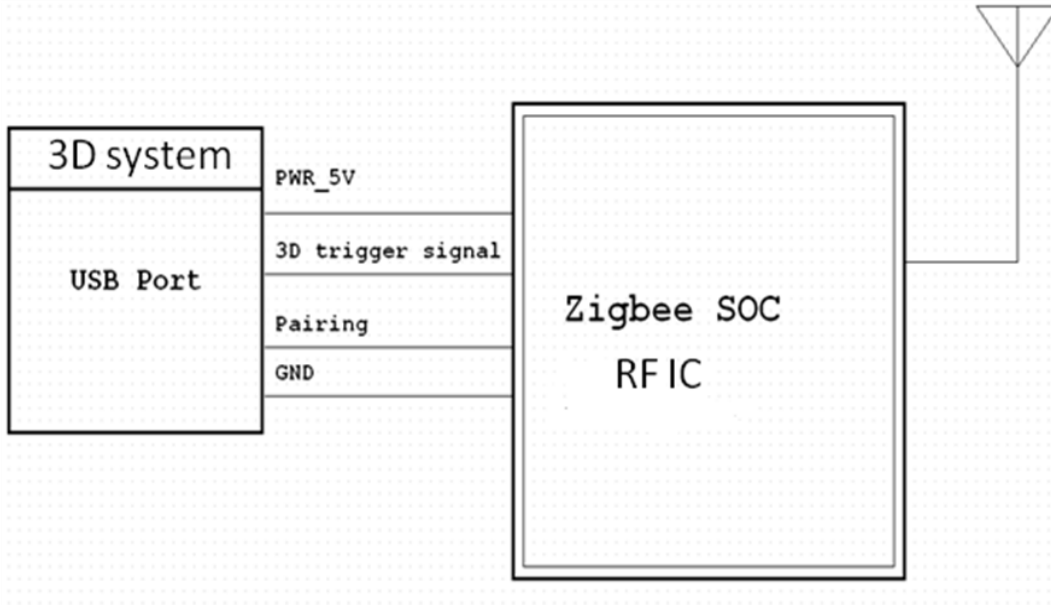 3D system
USB Port
PWR_5V
3D trigger signal
Pairing
GND
Zigbee SOC
RF IC